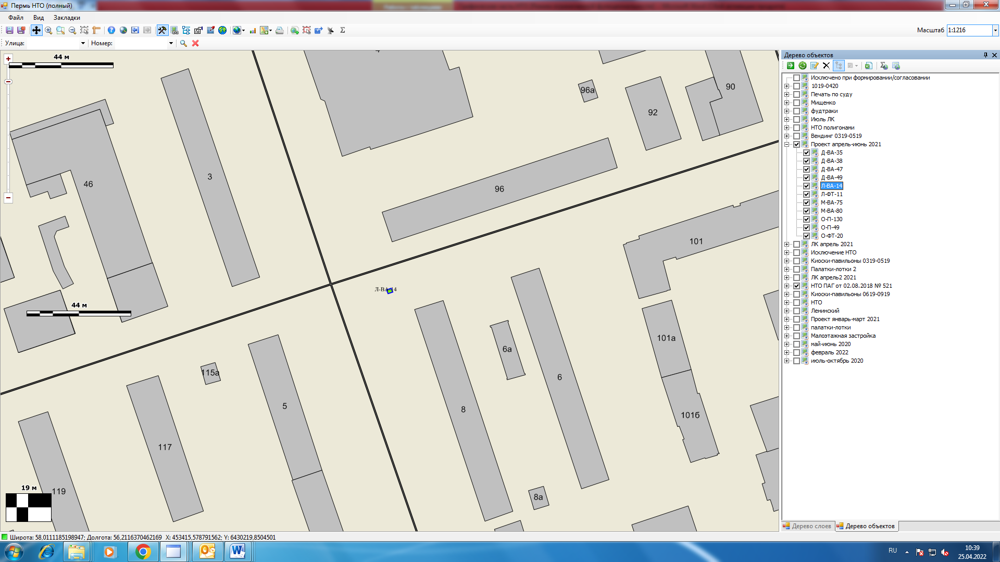 Пермь НТО (полный)
Файл Вид Закладки
Масштаб 1:1216
Улица: Номер:
44 м
4
96а
92
90
3
46
96
101
Л-ВА-14
44 м
101а
6а
6
115а
5
8
101б
117
119
8а
19 м
Дерево объектов
Исключено при формировании/согласовании
1019-0420
Печать по суду
Мищенко
фудтраки
Июль ЛК
НТО полигонами
Вендинг 0319-0519
Проект апрель-июнь 2021
Д-ВА-35
Д-ВА-38
Д-ВА-47
Д-ВА-49
Л-ВА-14
Л-ФТ-11
М-ВА-75
М-ВА-80
О-П-130
О-П-49
О-ФТ-20
ЛК апрель 2021
Исключение НТО
Киоски-павильоны 0319-0519
Палатки-лотки 2
ЛК апрель2 2021
НТО ПАГ от 02.08.2018 № 521
Киоски-павильоны 0619-0919
НТО
Ленинский
Проект январь-март 2021
палатки-лотки
Малоэтажная застройка
май-июнь 2020
февраль 2022
июль-октябрь 2020
Дерево слоев Дерево объектов
Широта: 58,0111185198947; Долгота: 56,2116370462169 X: 453415,578791562; Y: 6430219,8504501
RU
10:39
25.04.2022